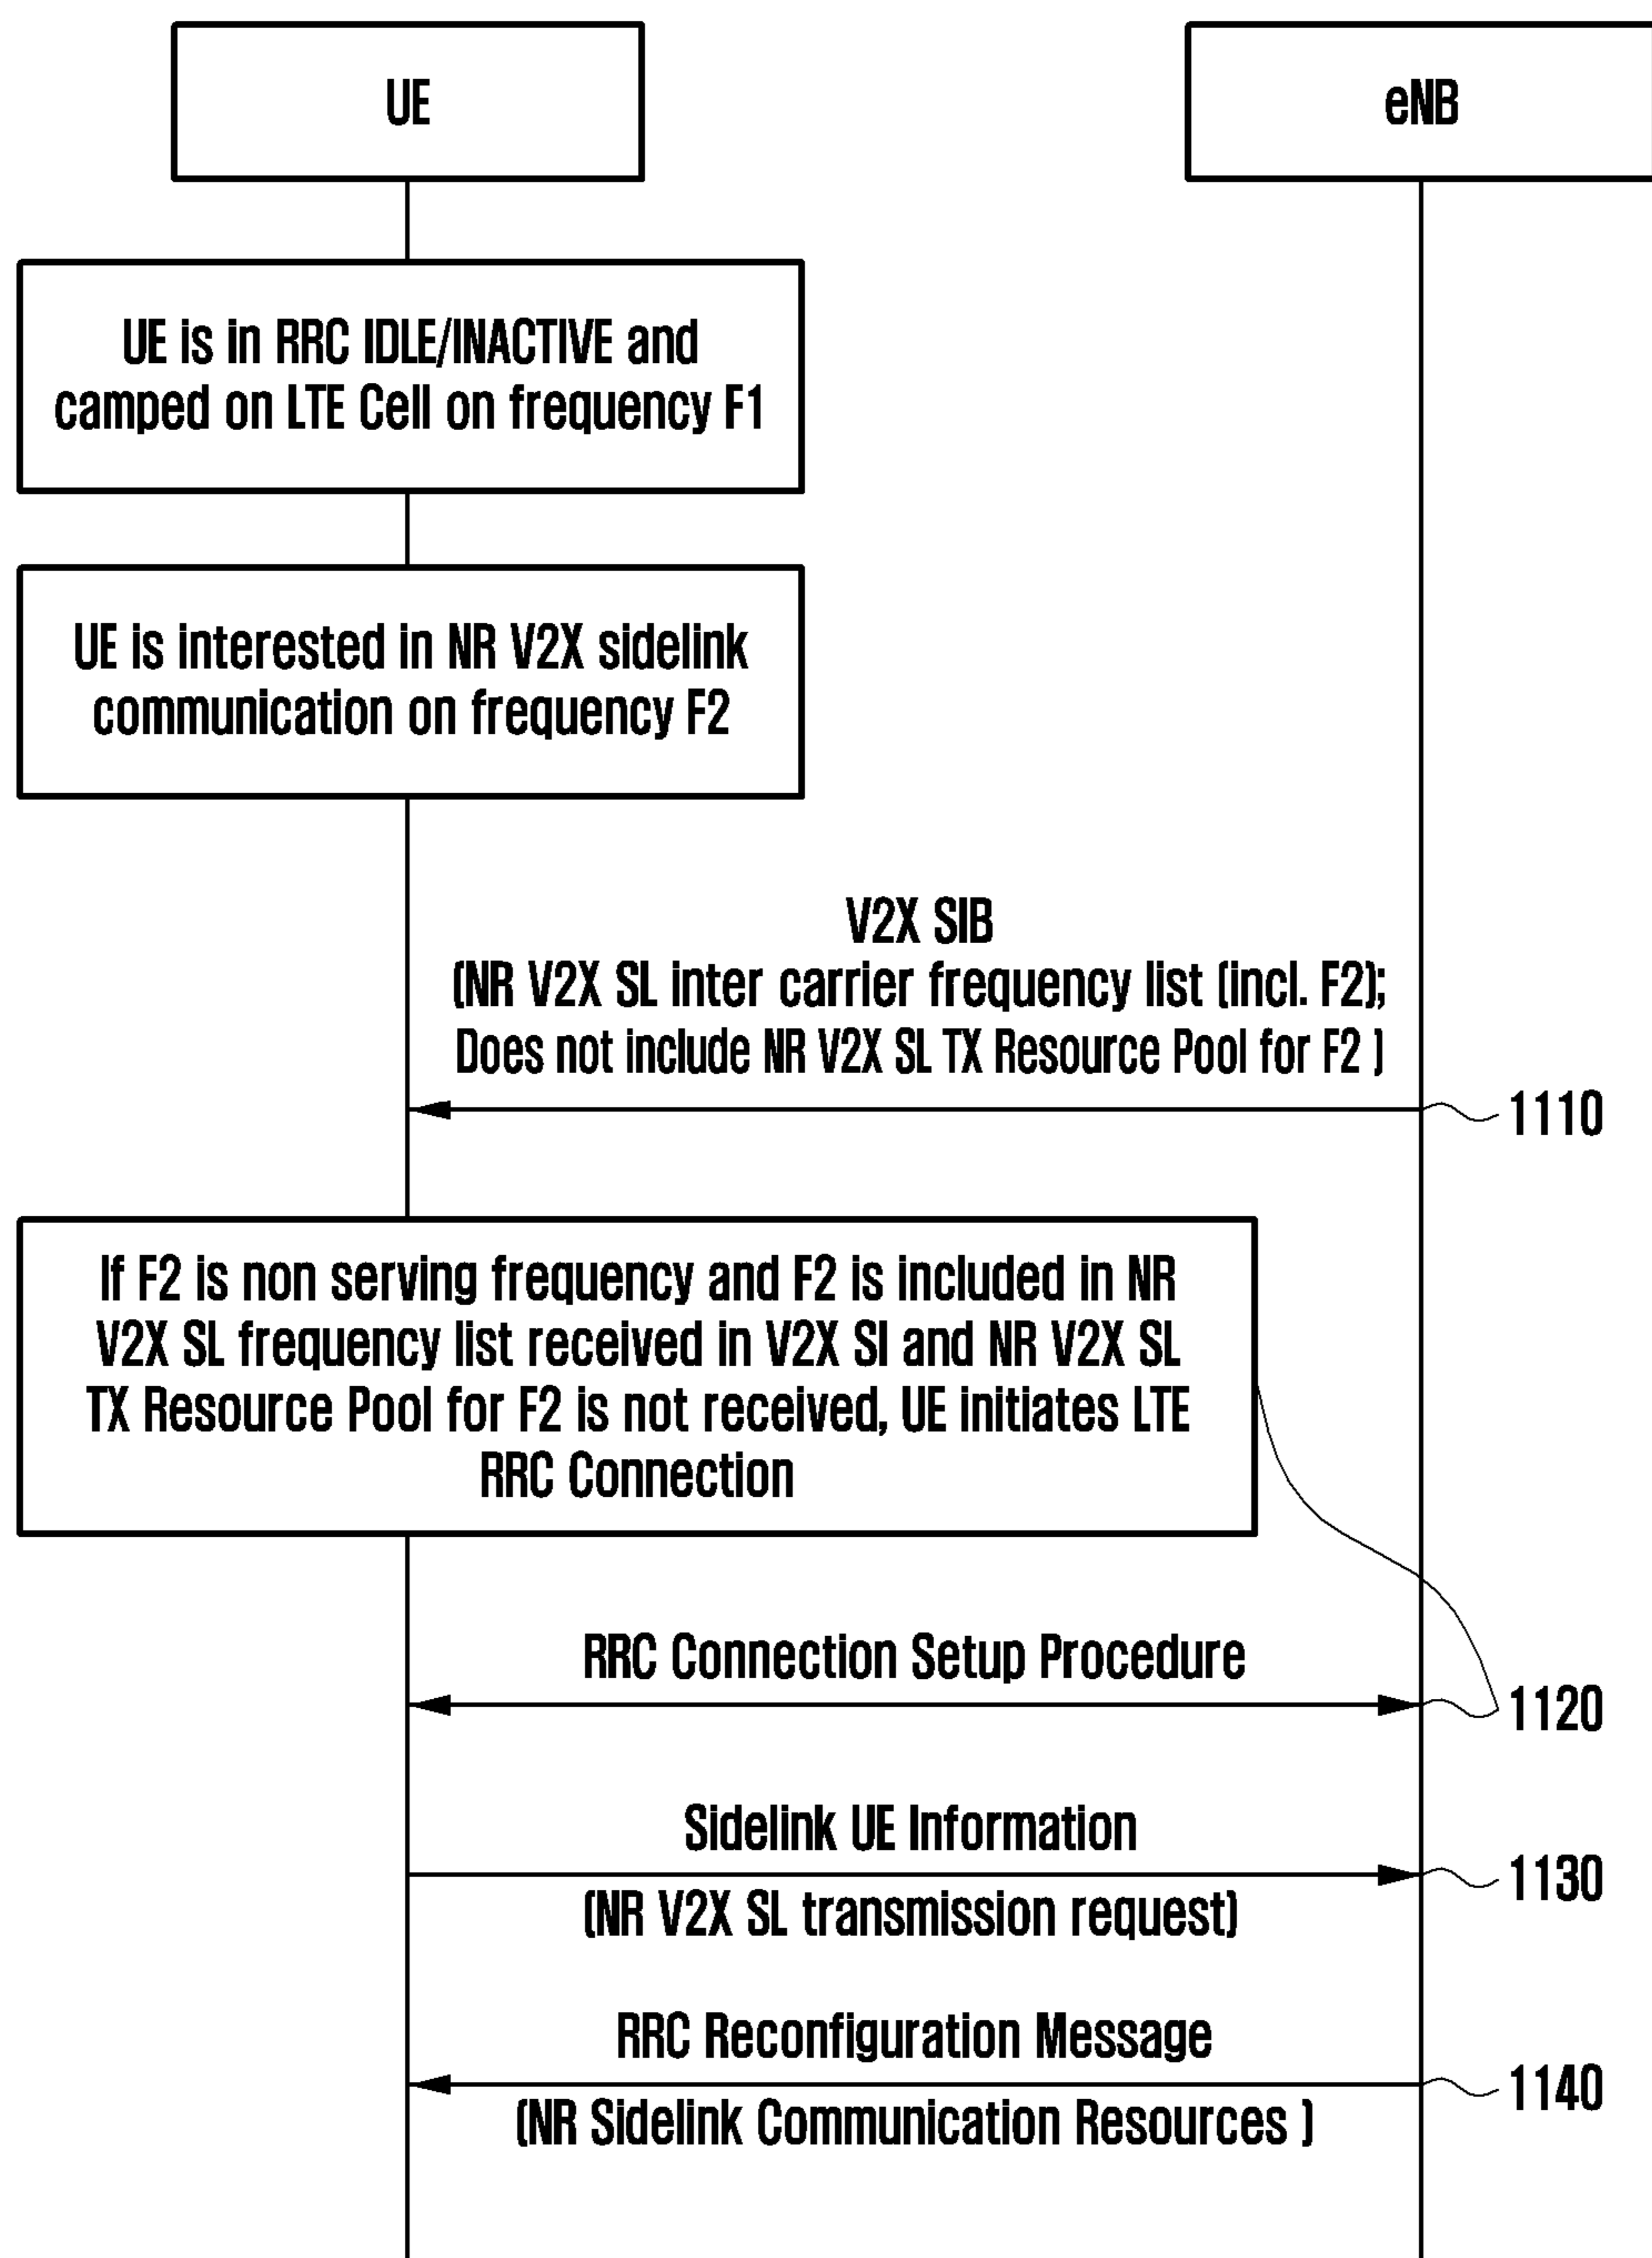 UE
eNB
UE is in RRC IDLE/INACTIVE and
camped on LTE Cell on frequency F1
UE is interested in NR V2X sidelink
communication on frequency F2
V2X SIB
(NR V2X SL inter carrier frequency list (incl. F2);
Does not include NR V2X SL TX Resource Pool for F2 )
1110
If F2 is non serving frequency and F2 is included in NR
V2X SL frequency list received in V2X SI and NR V2X SL
TX Resource Pool for F2 is not received, UE initiates LTE
RRC Connection
RRC Connection Setup Procedure
1120
Sidelink UE Information
1130
(NR V2X SL transmission request)
RRC Reconfiguration Message
1140
(NR Sidelink Communication Resources )